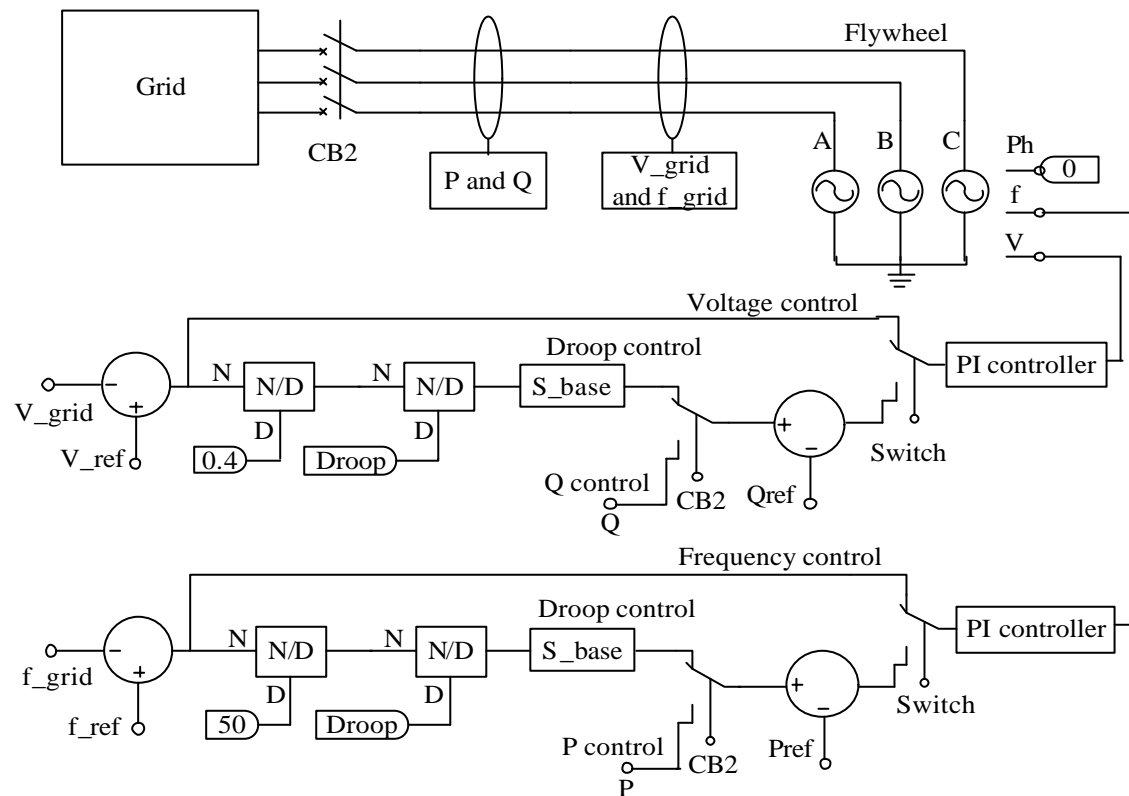 Flywheel
Grid
CB2
P and Q
V_grid
and f_grid
A
B
C
Ph
0
f
V
Voltage control
Droop control
N
N/D
N
N/D
S_base
PI controller
V_grid
D
D
V_ref
0.4
Droop
Switch
Q control
CB2
Qref
Q
Frequency control
Droop control
N
N/D
N
N/D
S_base
PI controller
f_grid
D
D
f_ref
50
Droop
Switch
P control
CB2
Pref
P